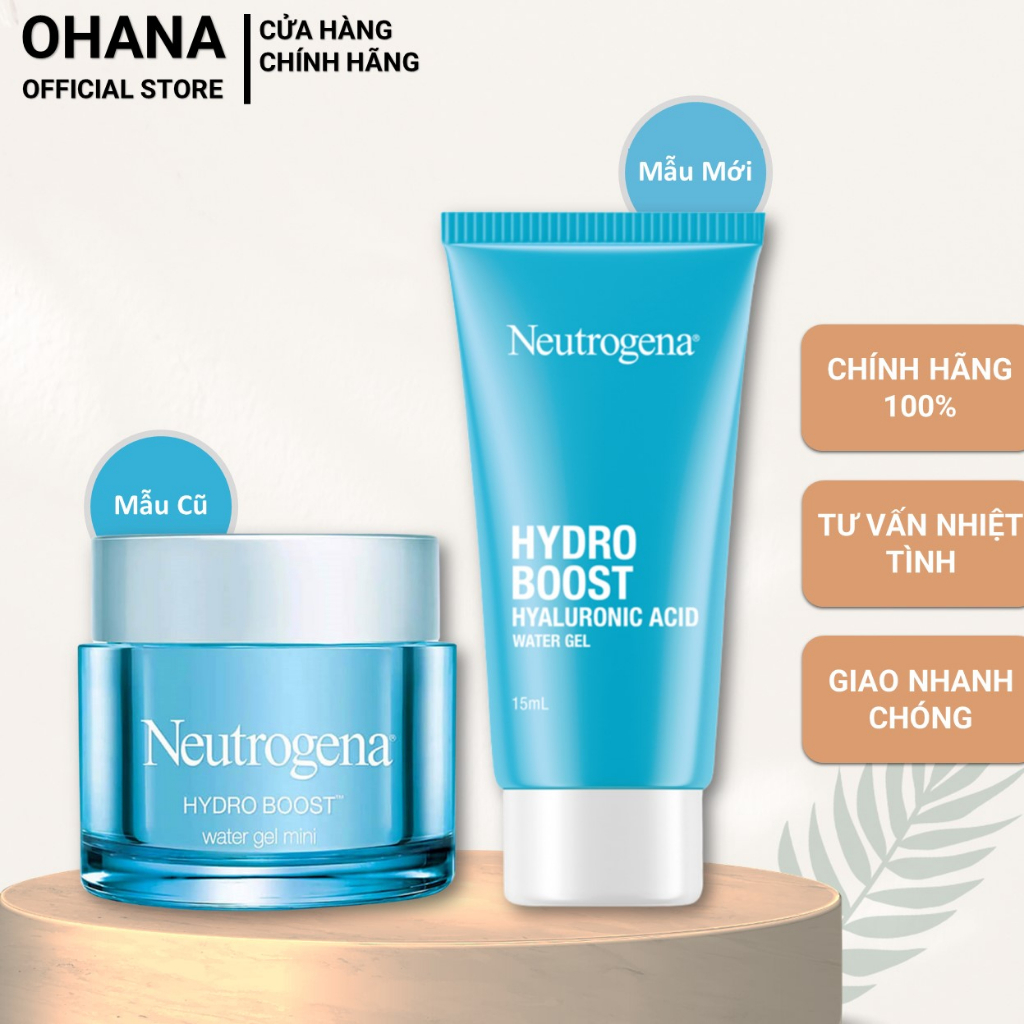 OHANA
OFFICIAL STORE
CỬA HÀNG
CHÍNH HÃNG
Mẫu Mới
Neutrogena®
HYDRO
BOOST
HYALURONIC ACID
WATER GEL
15mL
Mẫu Cũ
Neutrogena®
HYDRO BOOST™
water gel mini
CHÍNH HÃNG
100%
TƯ VẤN NHIỆT
TÌNH
GIAO NHANH
CHÓNG